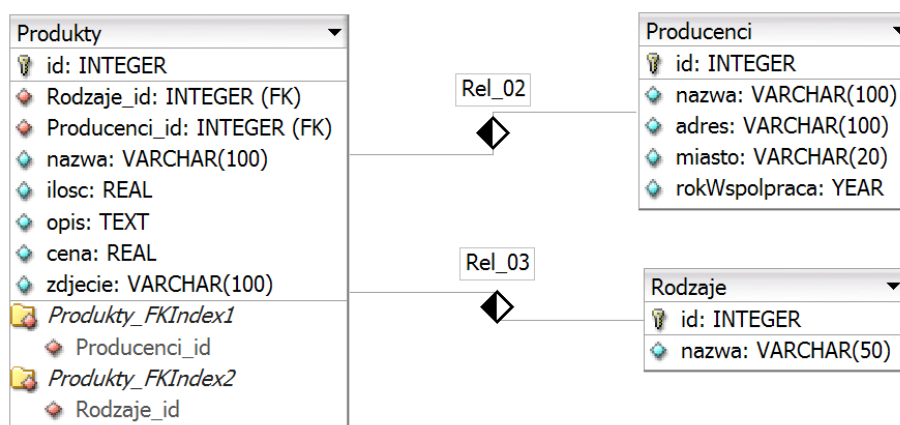 Produkty
id: INTEGER
Rodzaje_id: INTEGER (FK)
Producenci_id: INTEGER (FK)
nazwa: VARCHAR(100)
ilosc: REAL
opis: TEXT
cena: REAL
zdjecie: VARCHAR(100)
Produkty_FKIndex1
Producenci_id
Produkty_FKIndex2
Rodzaje_id
Rel_02
Rel_03
Producenci
id: INTEGER
nazwa: VARCHAR(100)
adres: VARCHAR(100)
miasto: VARCHAR(20)
rokWspolpraca: YEAR
Rodzaje
id: INTEGER
nazwa: VARCHAR(50)